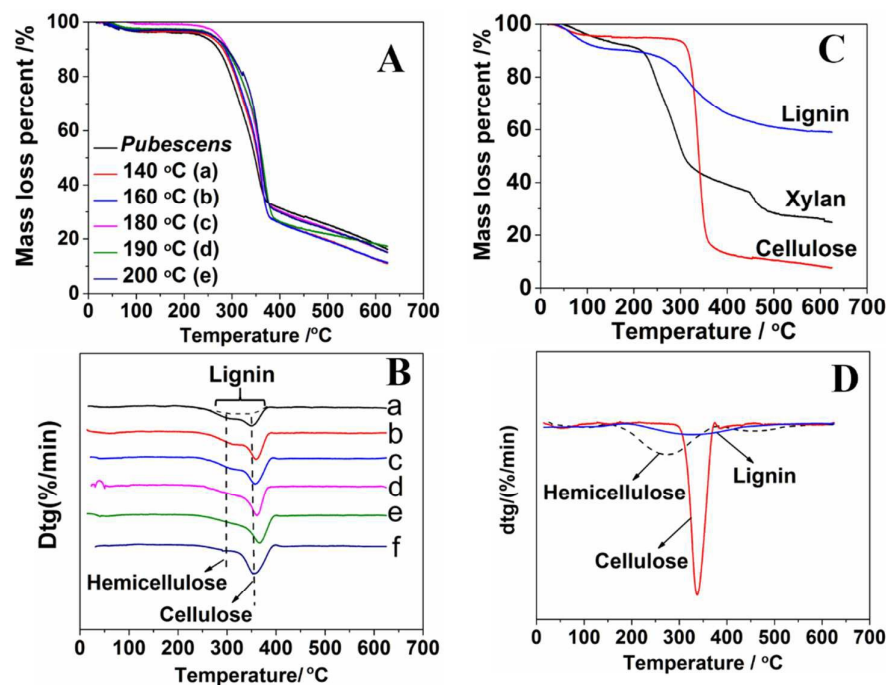 A
Mass loss percent /%
100
80
60
40
20
0
Pubescens
140 °C (a)
160 °C (b)
180 °C (c)
190 °C (d)
200 °C (e)
0 100 200 300 400 500 600 700
Temperature /°C
C
Mass loss percent /%
100
80
60
40
20
0
Lignin
Xylan
Cellulose
0 100 200 300 400 500 600 700
Temperature / °C
B
Dtg(%/min)
Lignin
a
b
c
d
e
f
Hemicellulose
Cellulose
0 100 200 300 400 500 600 700
Temperature/ °C
D
dtg/(%/min)
Hemicellulose
Lignin
Cellulose
0 100 200 300 400 500 600 700
Temperature / °C